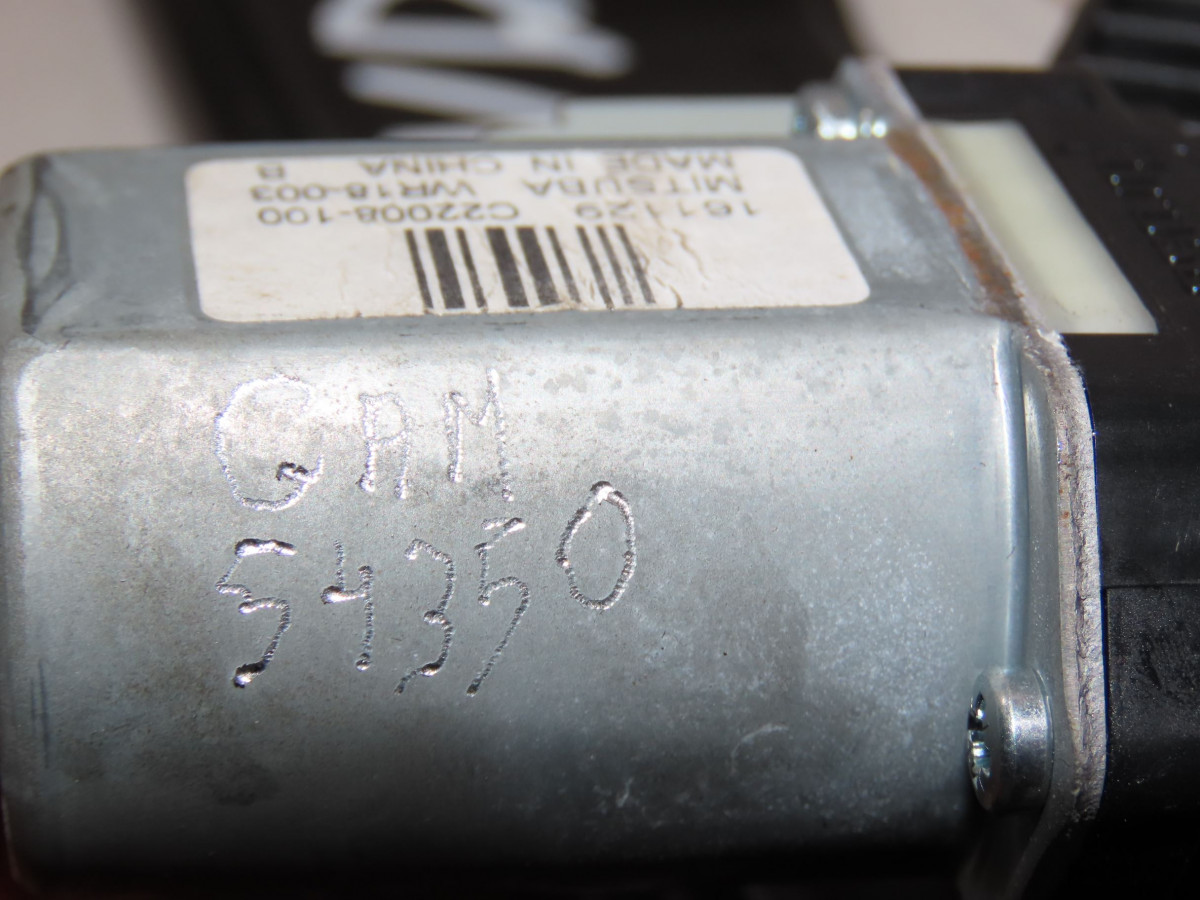 161129 C22008-100
MITSUBA WR18-003
MADE IN CHINA B
GAM
54350